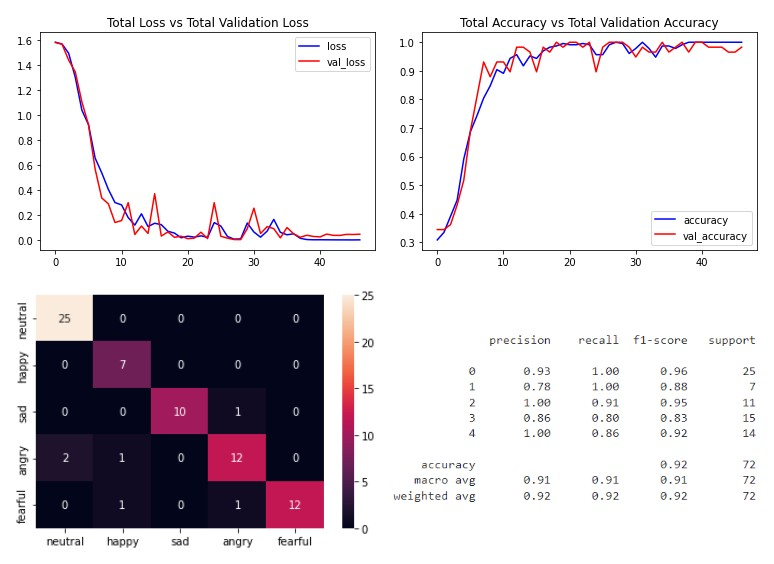 Total Loss vs Total Validation Loss
loss
val_loss
1.6
1.4
1.2
1.0
0.8
0.6
0.4
0.2
0.0
0 10 20 30 40
Total Accuracy vs Total Validation Accuracy
1.0
0.9
0.8
0.7
0.6
0.5
0.4
0.3
accuracy
val_accuracy
0 10 20 30 40
neutral 25 0 0 0 0
happy 0 7 0 0 0
sad 0 0 10 1 0
angry 2 1 0 12 0
fearful 0 1 0 1 12
neutral happy sad angry fearful
25
20
15
10
5
0
precision recall f1-score support
0 0.93 1.00 0.96 25
1 0.78 1.00 0.88 7
2 1.00 0.91 0.95 11
3 0.86 0.80 0.83 15
4 1.00 0.86 0.92 14
accuracy 0.92 72
macro avg 0.91 0.91 0.91 72
weighted avg 0.92 0.92 0.92 72